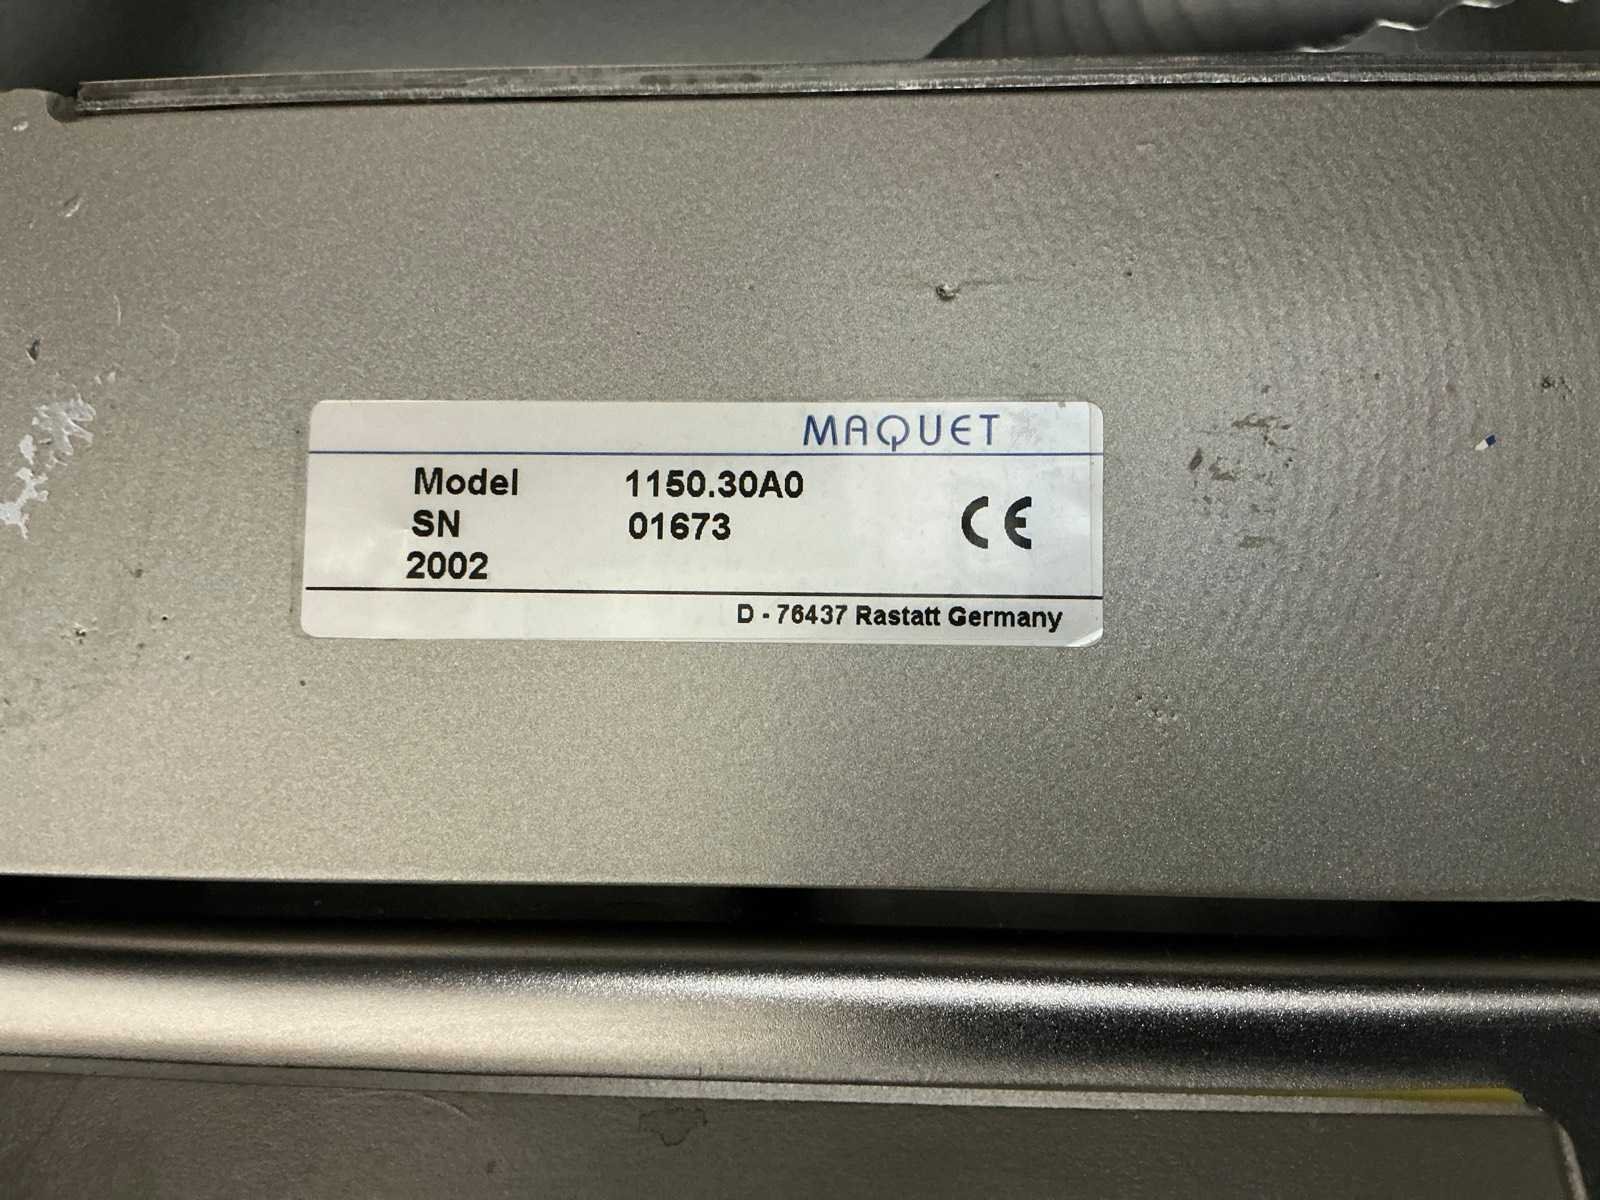 MAQUET
Model 1150.30A0
SN 01673
2002
CE
D - 76437 Rastatt Germany